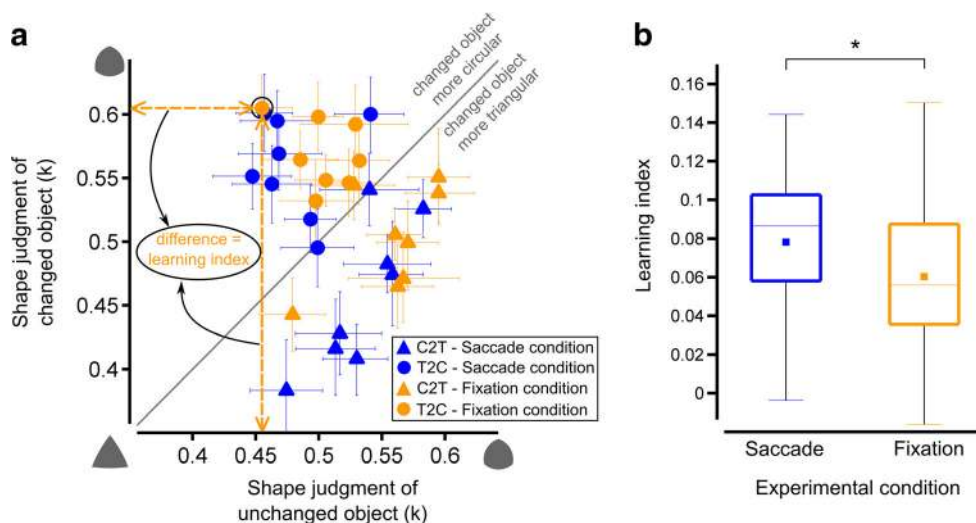 a
b
changed object
more circular
changed object
more triangular
Shape judgment of
changed object (k)
0.6
0.55
0.5
0.45
0.4
difference =
learning index
C2T - Saccade condition
T2C - Saccade condition
C2T - Fixation condition
T2C - Fixation condition
0.4
0.45
0.5
0.55
0.6
Shape judgment of
unchanged object (k)
*
Learning index
0.16
0.14
0.12
0.1
0.08
0.06
0.04
0.02
0
Saccade
Fixation
Experimental condition